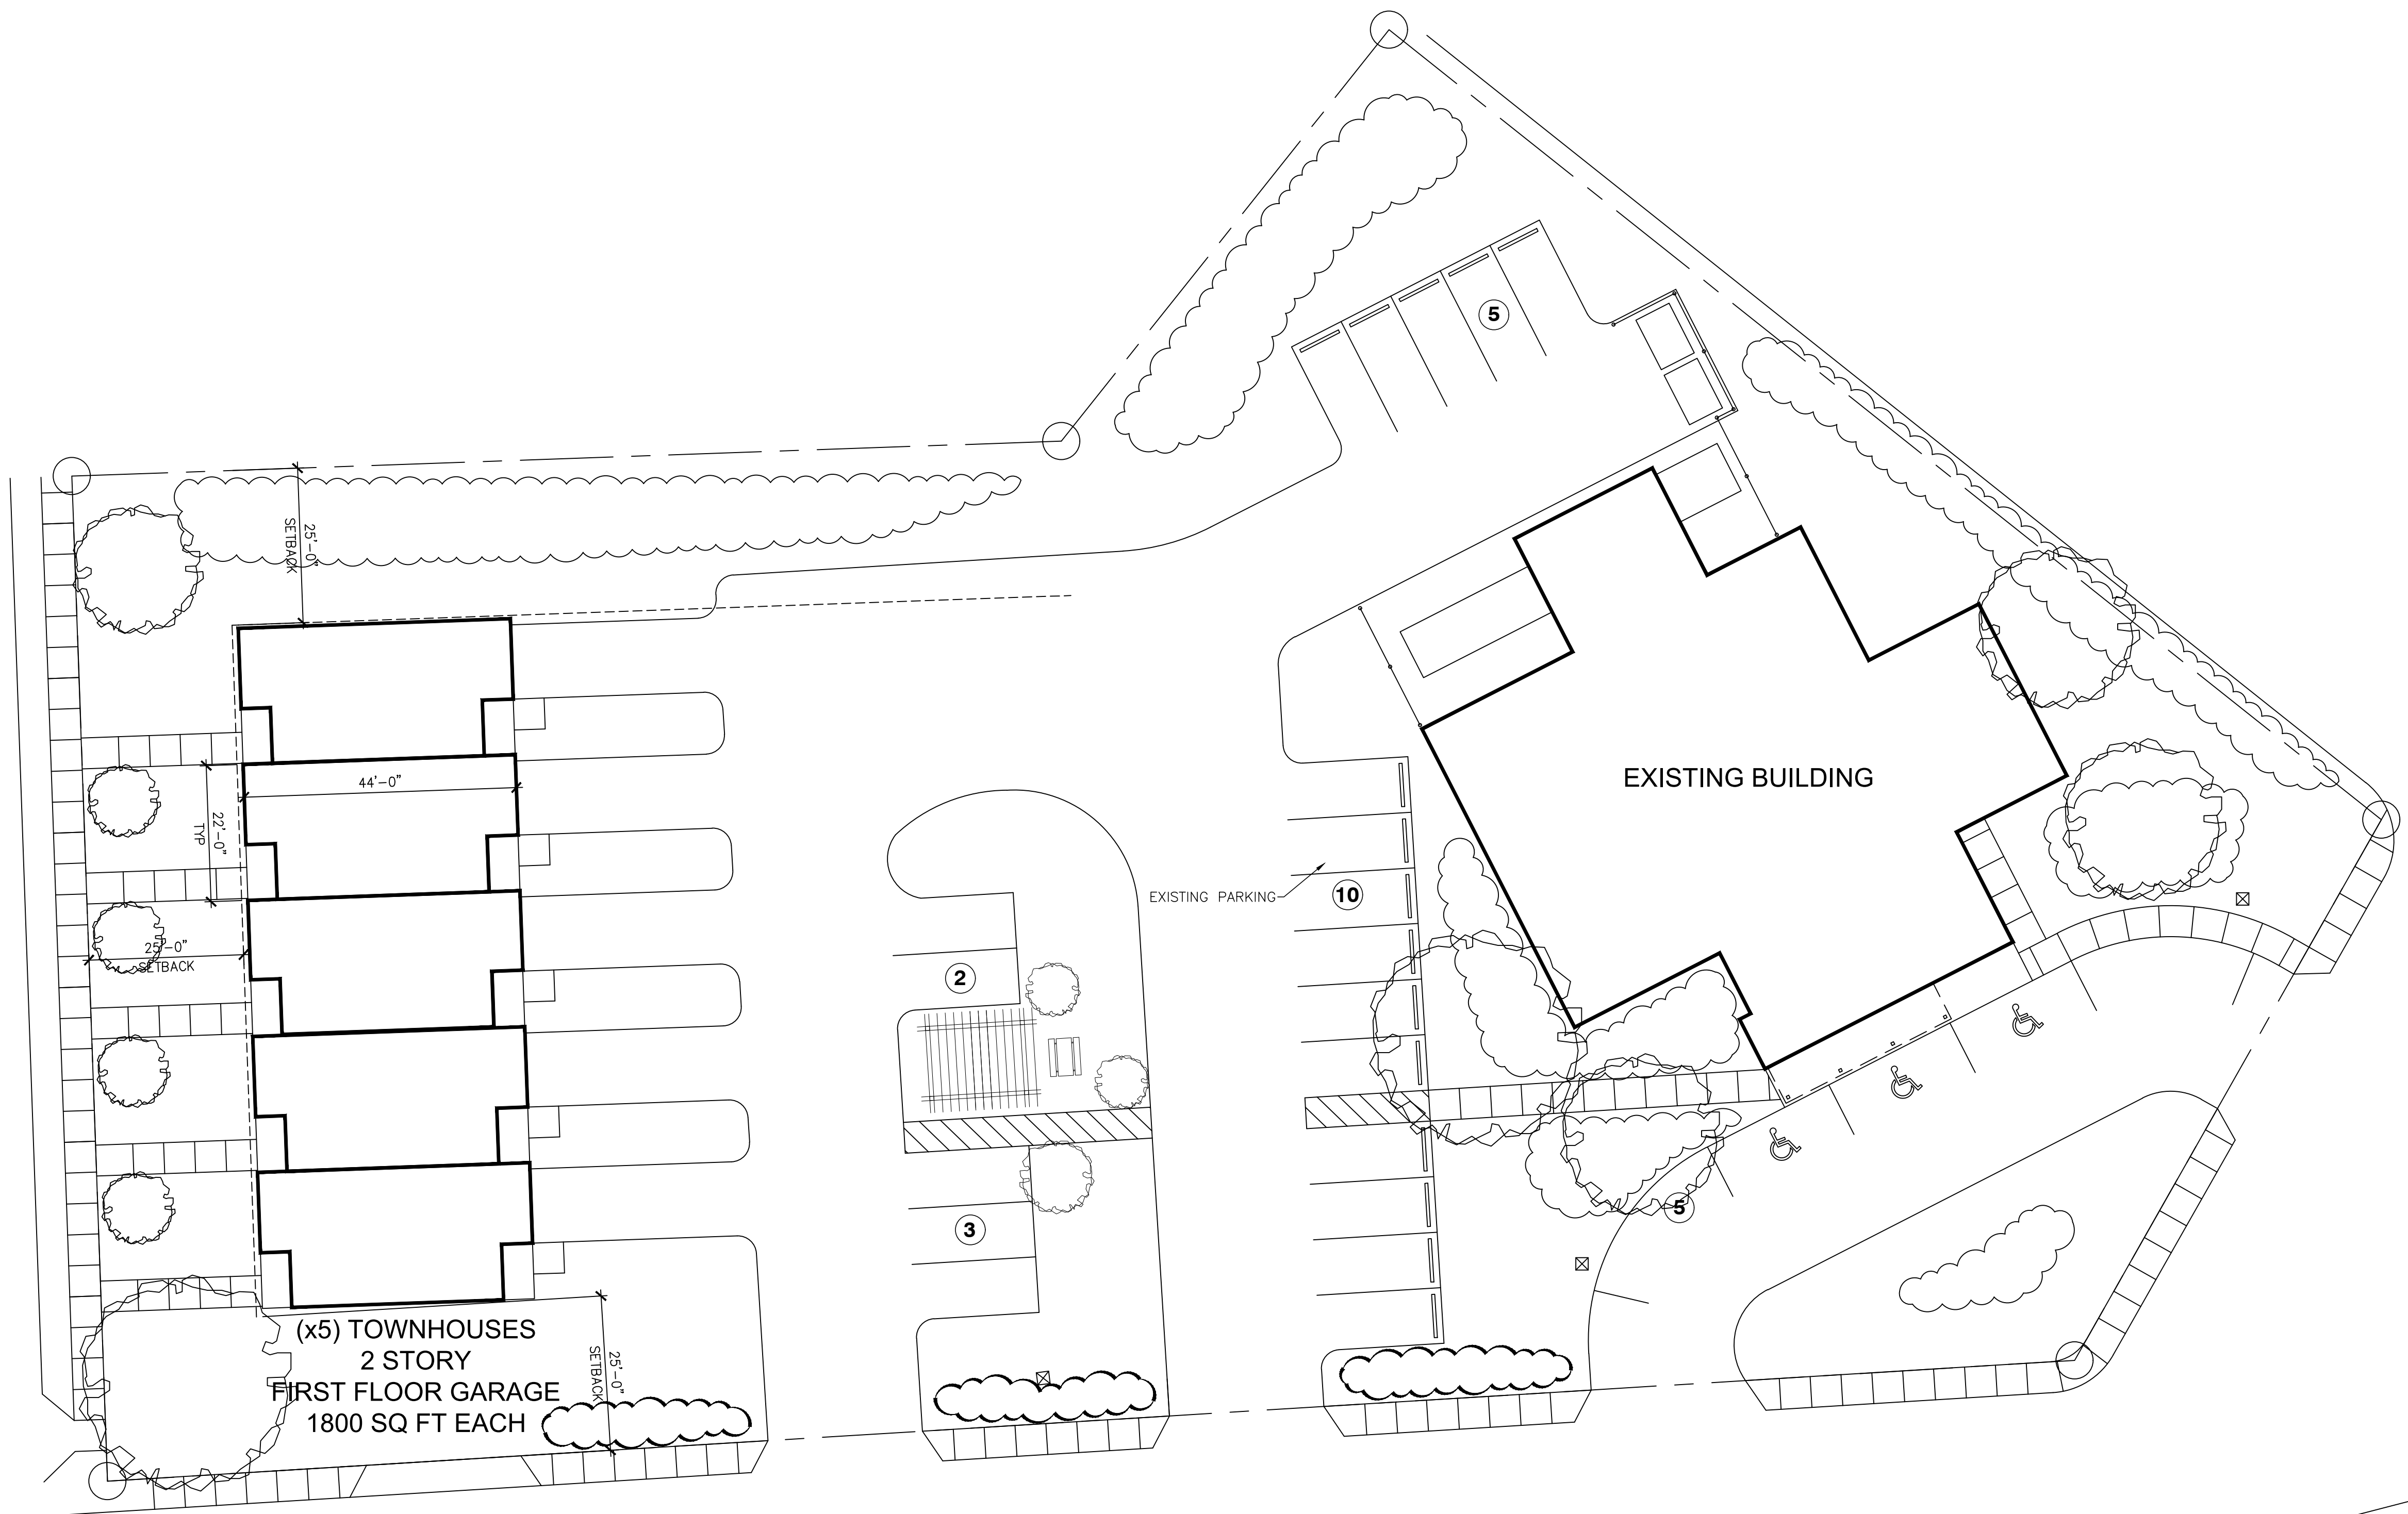 5
25'-0"
SETBACK
EXISTING BUILDING
44'-0"
22'-0"
TYP
EXISTING PARKING
10
25'-0"
SETBACK
2
5
3
(x5) TOWNHOUSES
2 STORY
FIRST FLOOR GARAGE
1800 SQ FT EACH
25'-0"
SETBACK